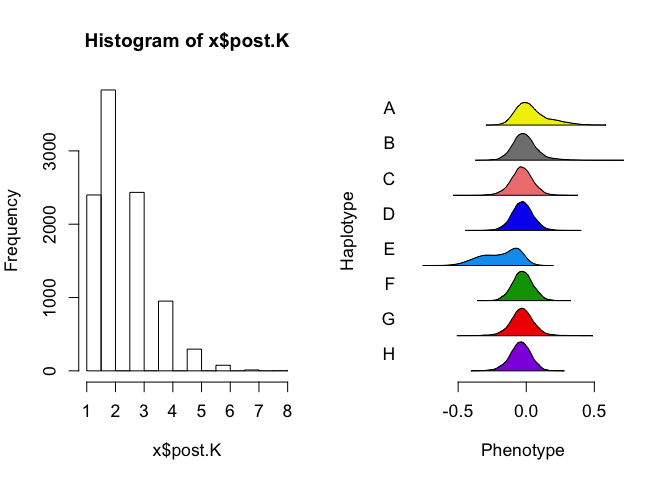 Histogram of x$post.K
Frequency
0
1000
2000
3000
1 2 3 4 5 6 7 8
x$post.K
Haplotype
A
B
C
D
E
F
G
H
-0.5 0.0 0.5
Phenotype